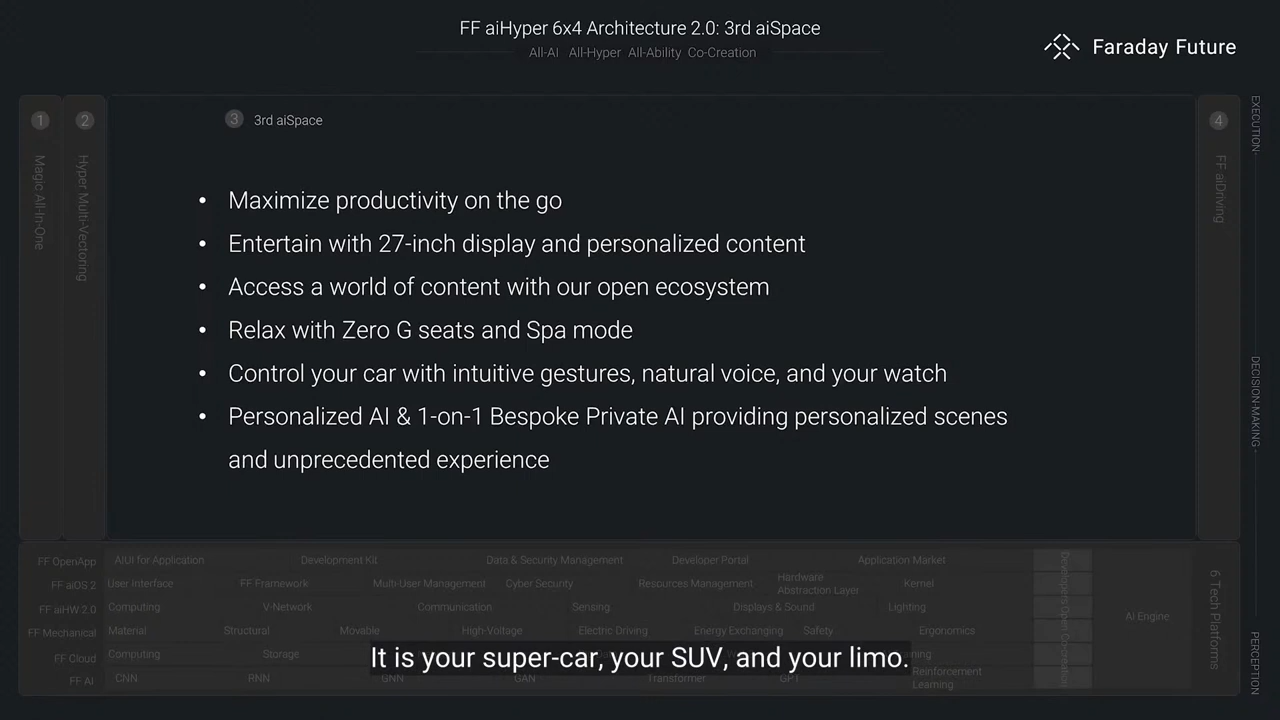 FF aiHyper 6x4 Architecture 2.0: 3rd aiSpace
All-AI All-Hyper All-Ability Co-Creation
Faraday Future
1
Magic All-In-One
2
Hyper Multi-Vectoring
3 3rd aiSpace
• Maximize productivity on the go
• Entertain with 27-inch display and personalized content
• Access a world of content with our open ecosystem
• Relax with Zero G seats and Spa mode
• Control your car with intuitive gestures, natural voice, and your watch
• Personalized AI & 1-on-1 Bespoke Private AI providing personalized scenes
and unprecedented experience
4
FF aiDriving
EXECUTION
DECISION-MAKING
PERCEPTION
FF OpenApp AIUI for Application Development Kit Data & Security Management Developer Portal Application Market
FF aiOS 2 User Interface FF Framework Multi-User Management Cyber Security Resources Management Hardware
Abstraction Layer Kernel
FF aiHW 2.0 Computing V-Network Communication Sensing Displays & Sound Lighting
FF Mechanical Material Structural Movable High-Voltage Electric Driving Energy Exchanging Safety Ergonomics
FF Cloud Computing Storage
FF AI CNN RNN GNN GAN Transformer GPT Reinforcement
Learning
Developers Open Co-creation
Ai Engine
6 Tech Platforms
It is your super-car, your SUV, and your limo.